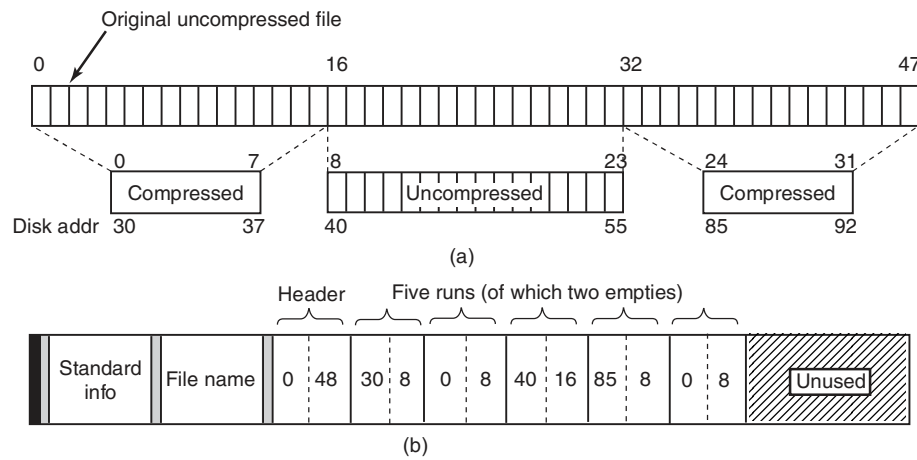 Original uncompressed file
0 16 32 47
0 7 8 23 24 31
Compressed Uncompressed Compressed
Disk addr 30 37 40 55 85 92
(a)
Header Five runs (of which two empties)
Standard info File name 0 48 30 8 0 8 40 16 85 8 0 8 Unused
(b)